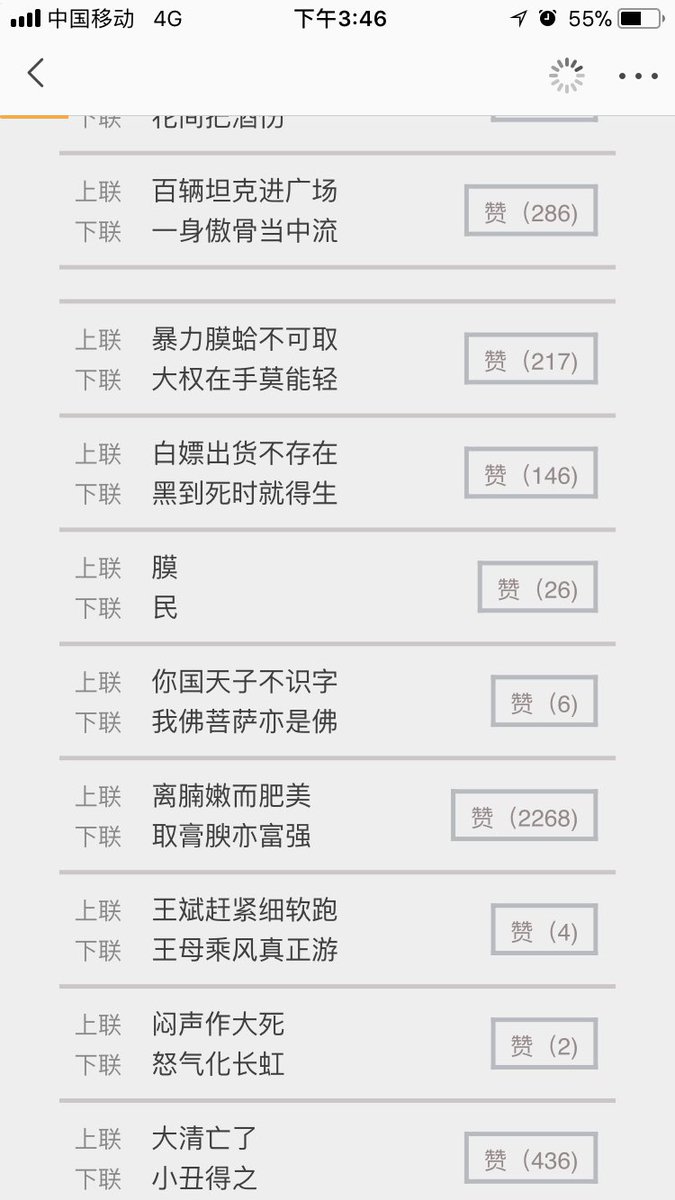 中国移动 4G 下午3:46 55%
下联
上联 百辆坦克进广场
下联 一身傲骨当中流
赞 (286)
上联 暴力膜蛤不可取
下联 大权在手莫能轻
赞 (217)
上联 白嫖出货不存在
下联 黑到死时就得生
赞 (146)
上联 膜
下联 民
赞 (26)
上联 你国天子不识字
下联 我佛菩萨亦是佛
赞 (6)
上联 离腩嫩而肥美
下联 取膏腴亦富强
赞 (2268)
上联 王斌赶紧细软跑
下联 王母乘风真正游
赞 (4)
上联 闷声作大死
下联 怒气化长虹
赞 (2)
上联 大清亡了
下联 小丑得之
赞 (436)